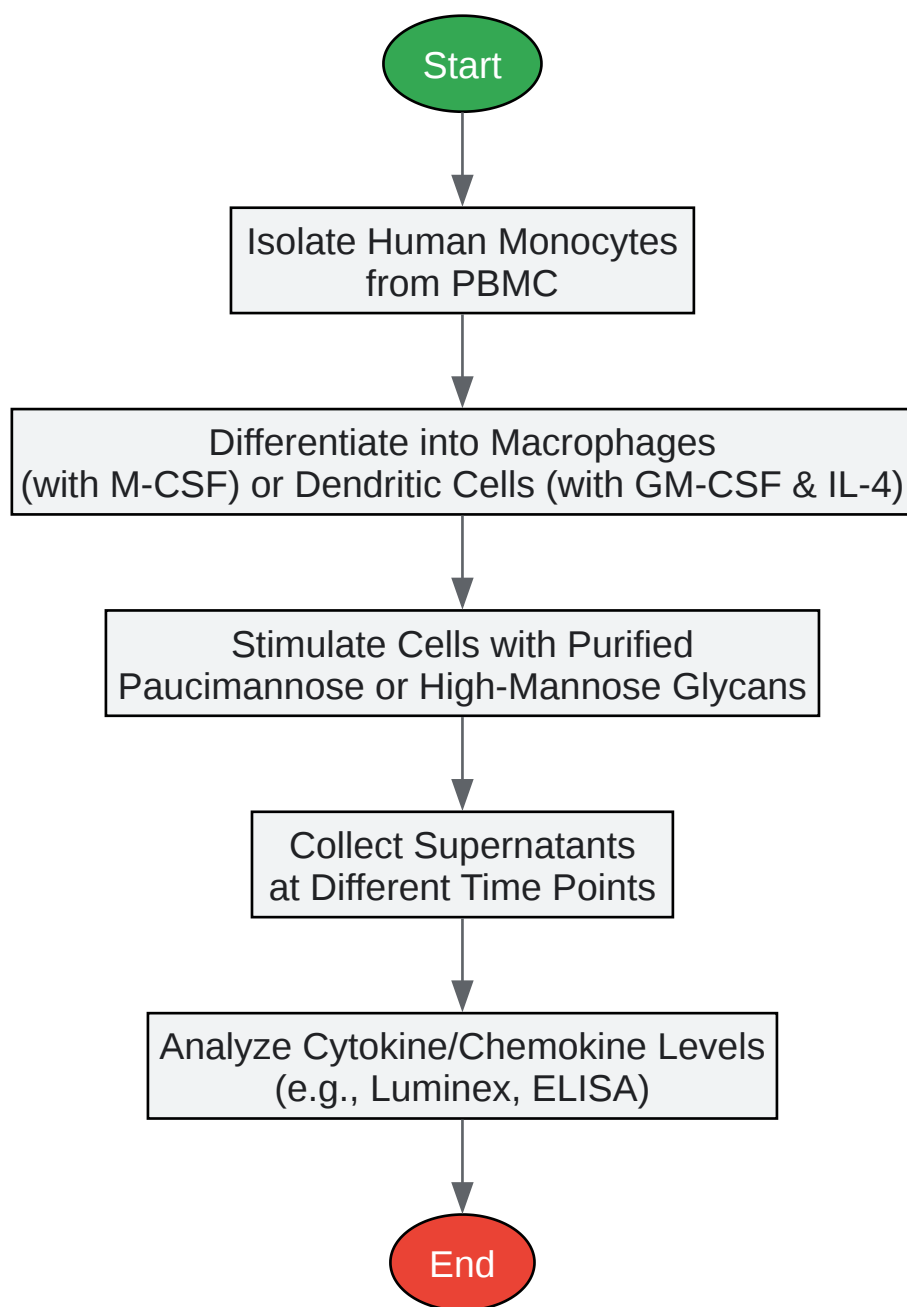 Start
Isolate Human Monocytes
from PBMC
Differentiate into Macrophages
(with M-CSF) or Dendritic Cells (with GM-CSF & IL-4)
Stimulate Cells with Purified
Paucimannose or High-Mannose Glycans
Collect Supernatants
at Different Time Points
Analyze Cytokine/Chemokine Levels
(e.g., Luminex, ELISA)
End